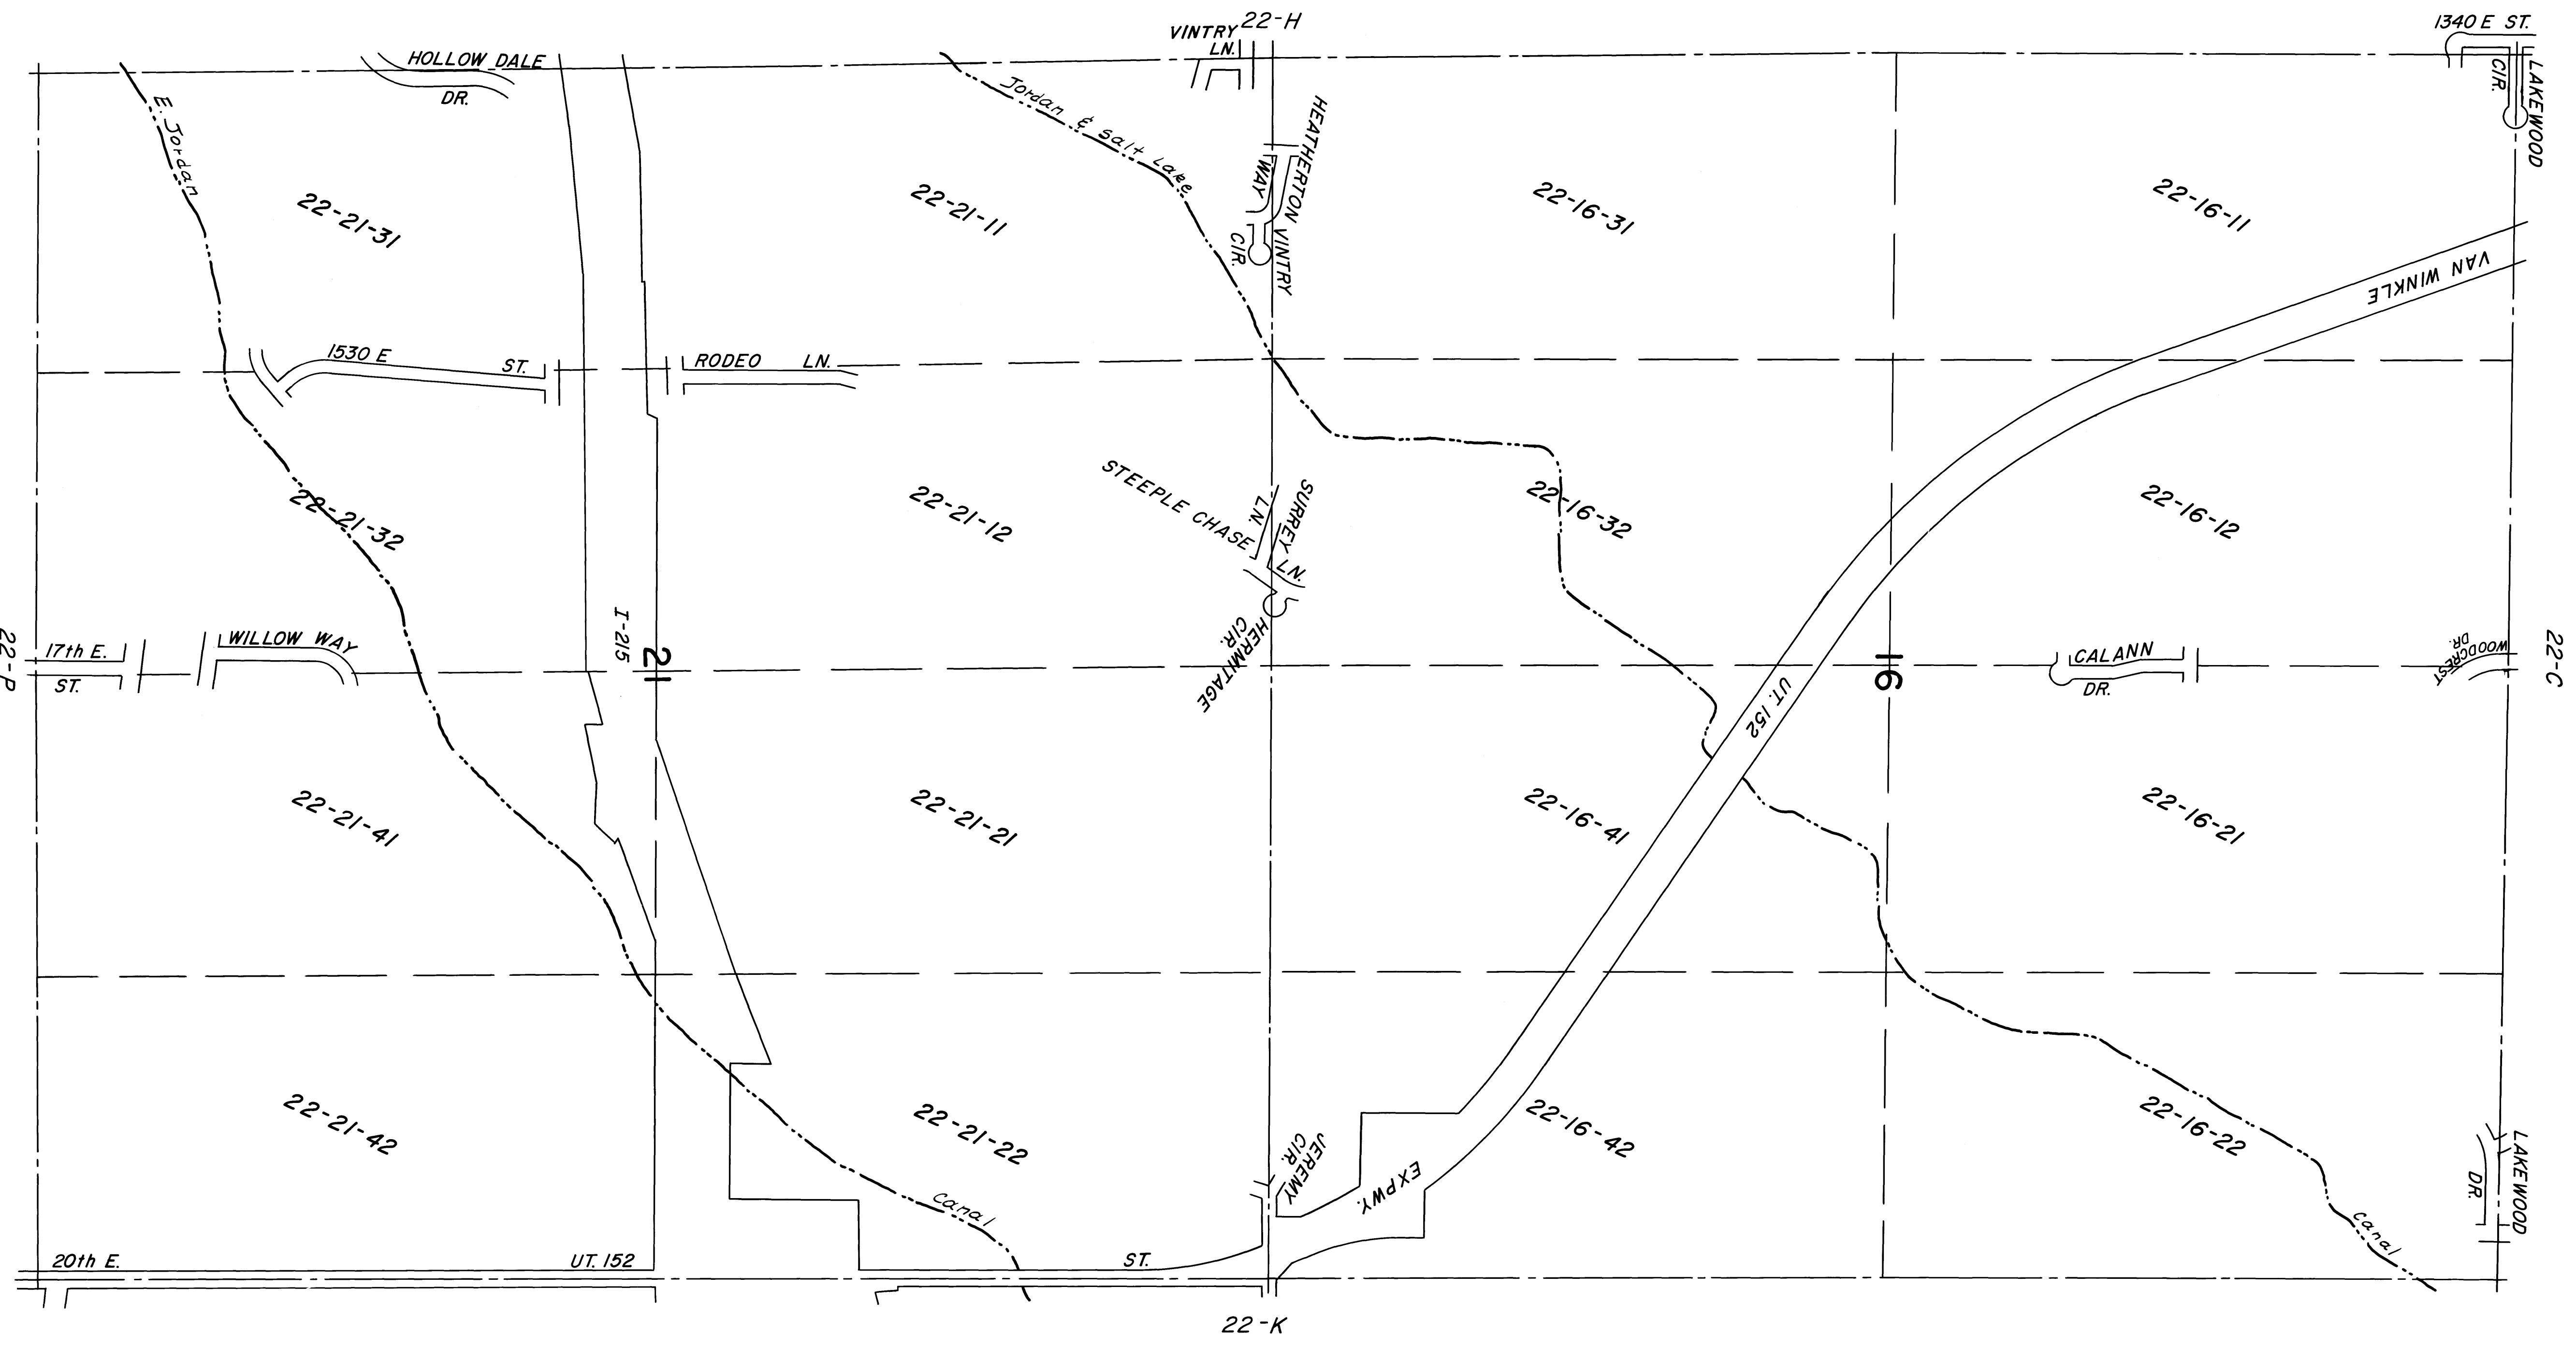 22-H
VINTRY
LN.
1340 E ST.
HOLLOW DALE
DR.
LAKEWOOD
CIR.
E. Jordan
Jordan & Salt Lake
HEATHERTON
WAY
VINTRY
CIR.
22-21-31
22-21-11
22-16-31
22-16-11
VAN WINKLE
1530 E ST.
RODEO LN.
STEEPLE CHASE
LN.
SURREY
LN.
22-21-32
22-21-12
22-16-32
22-16-12
HERMITAGE
CIR.
22-P
17th E.
ST.
WILLOW WAY
I-215
21
16
UT. 152
CALANN
DR.
WOODCREST
DR.
22-C
22-21-41
22-21-21
22-16-41
22-16-21
22-21-42
22-21-22
22-16-42
22-16-22
JEREMY
CIR.
EXPWY.
LAKEWOOD
DR.
Canal
Canal
20th E. UT. 152 ST.
22-K